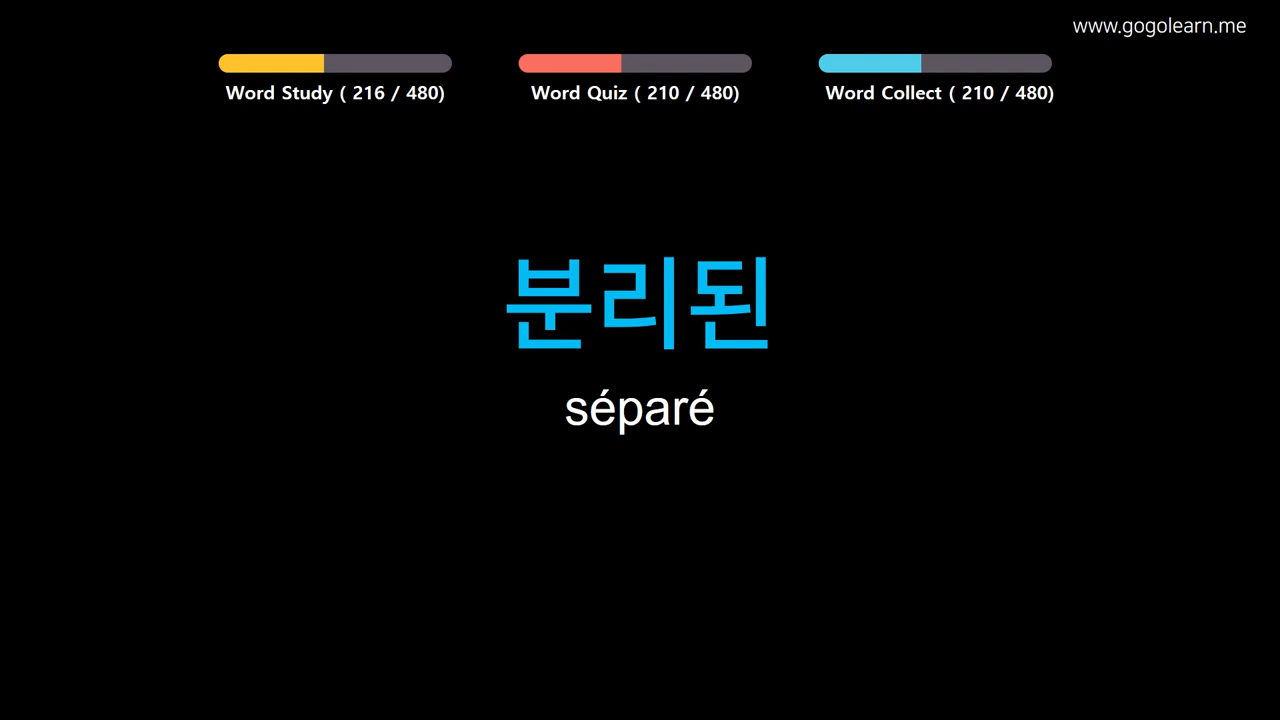 www.gogolearn.me
Word Study ( 216 / 480)
Word Quiz ( 210 / 480)
Word Collect ( 210 / 480)
분리된
séparé